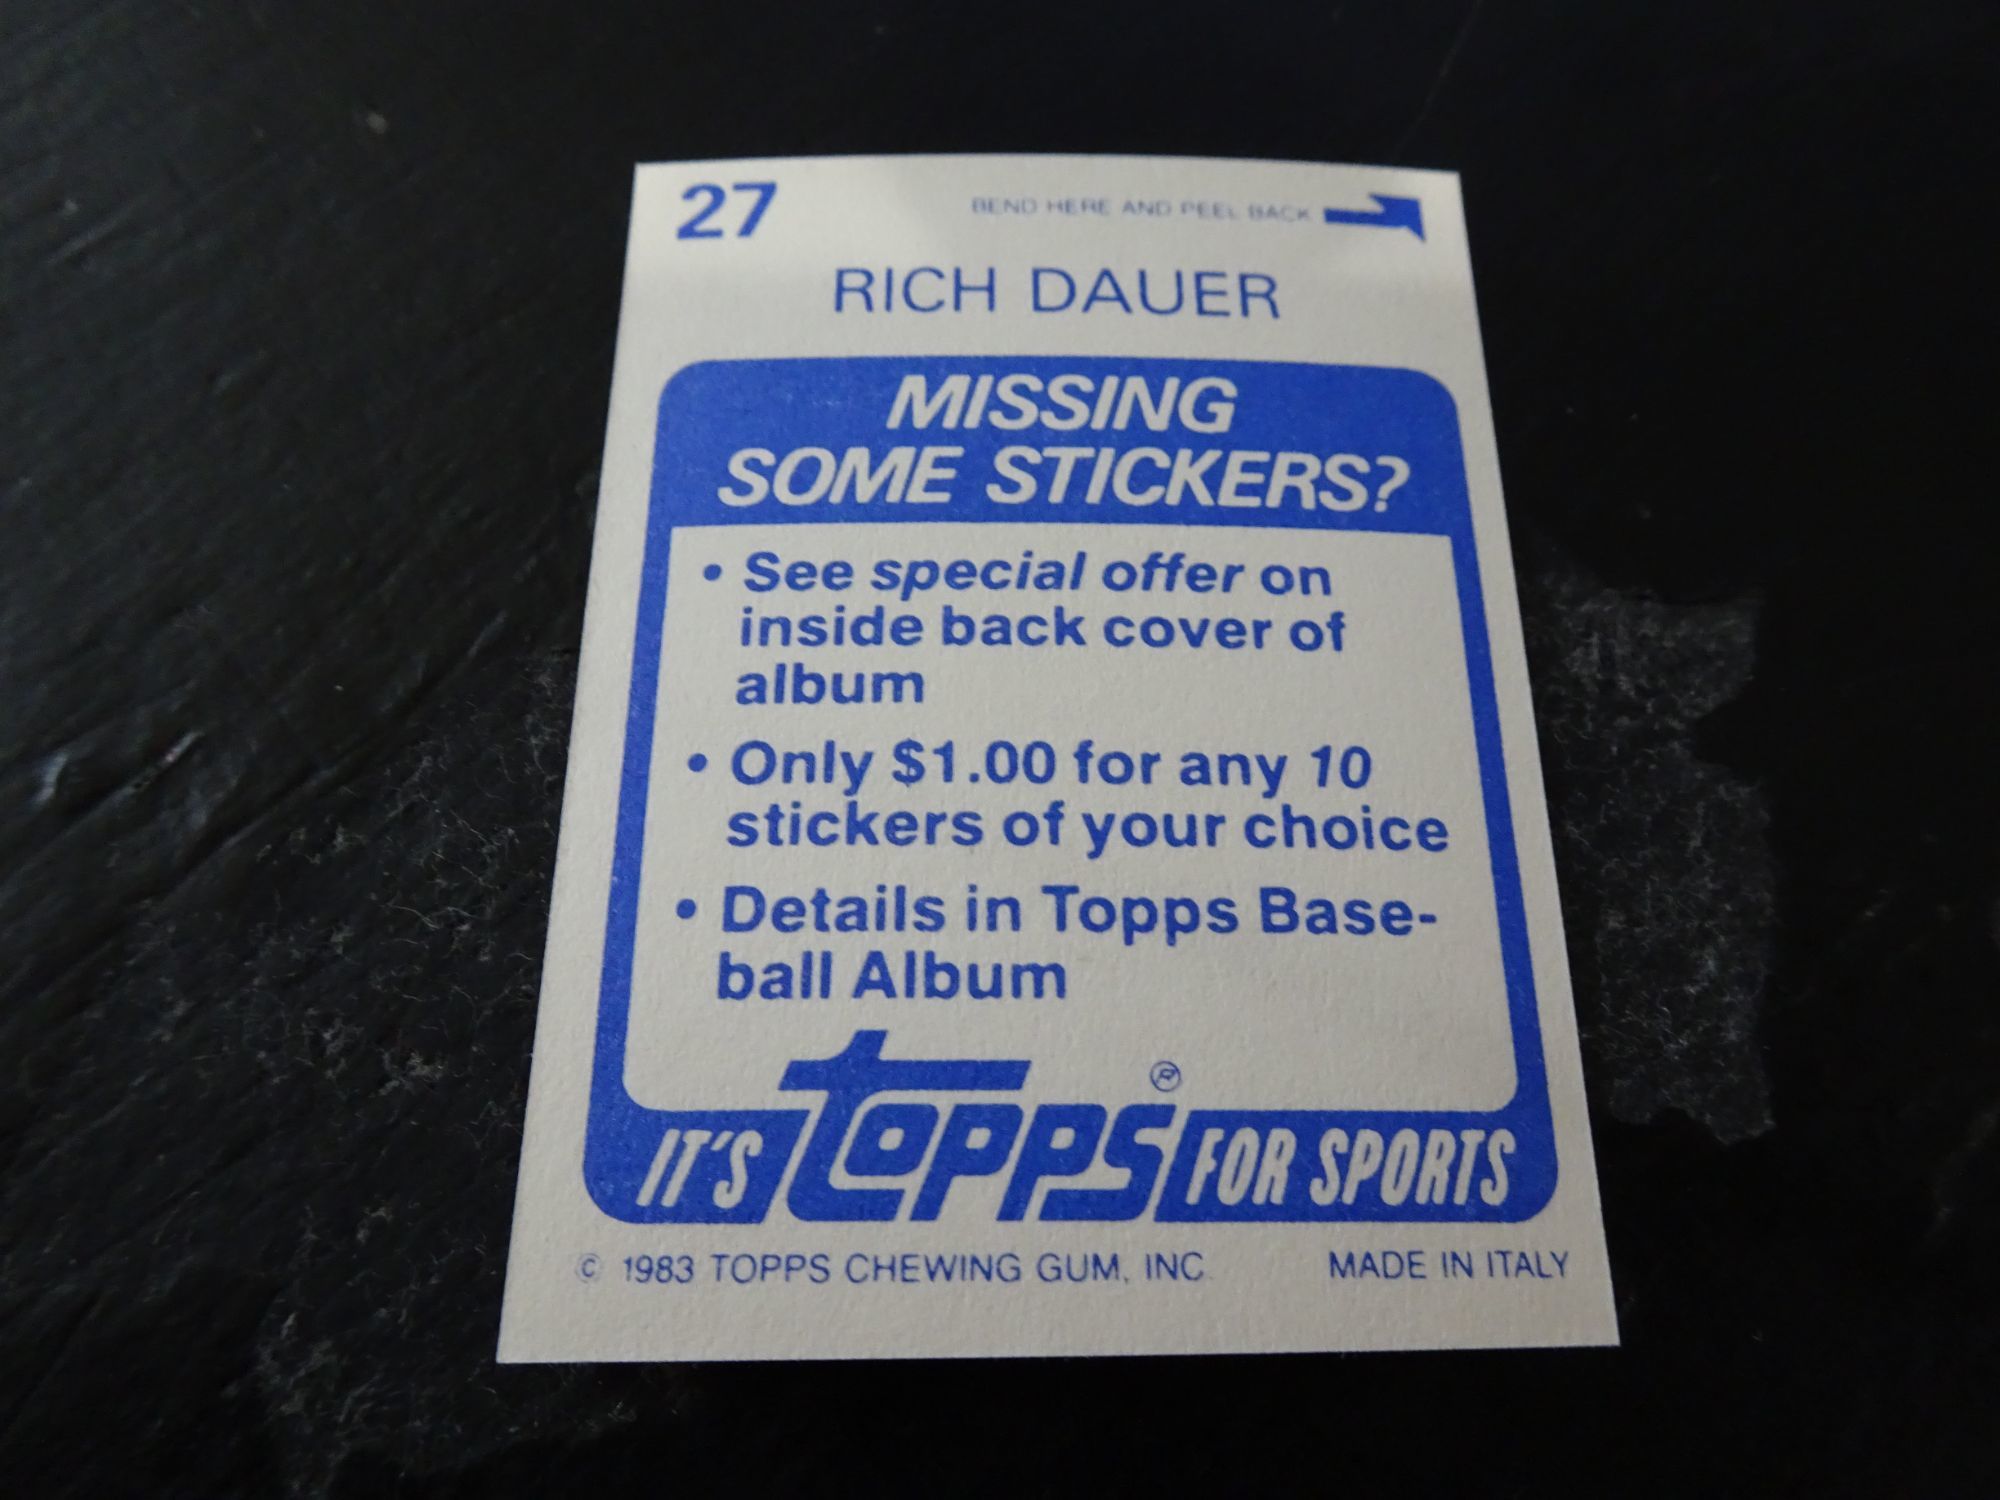 27
BEND HERE AND PEEL BACK
RICH DAUER
MISSING
SOME STICKERS?
• See special offer on
inside back cover of
album
• Only $1.00 for any 10
stickers of your choice
• Details in Topps Base-
ball Album
IT'S topps® FOR SPORTS
© 1983 TOPPS CHEWING GUM, INC. MADE IN ITALY